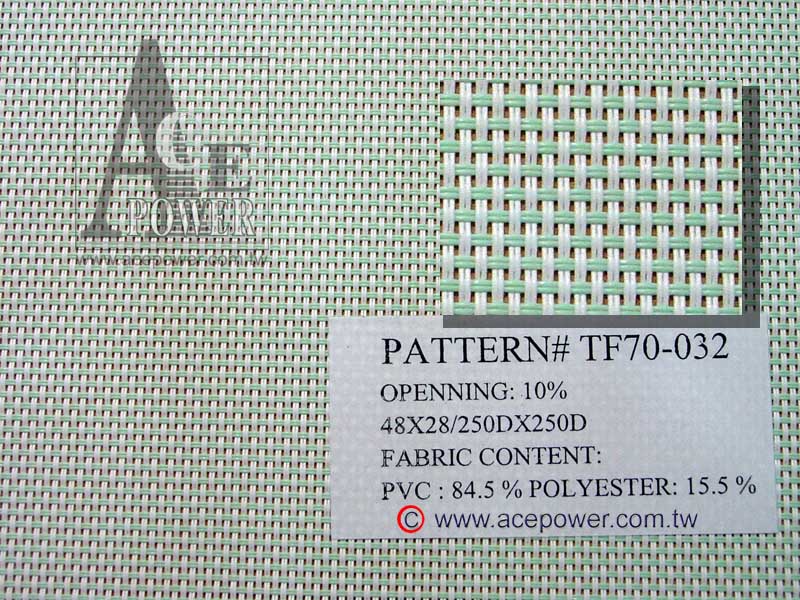 ACE
POWER
www.acepower.com.tw
PATTERN# TF70-032
OPENNING: 10%
48X28/250DX250D
FABRIC CONTENT:
PVC : 84.5 % POLYESTER: 15.5 %
© www.acepower.com.tw